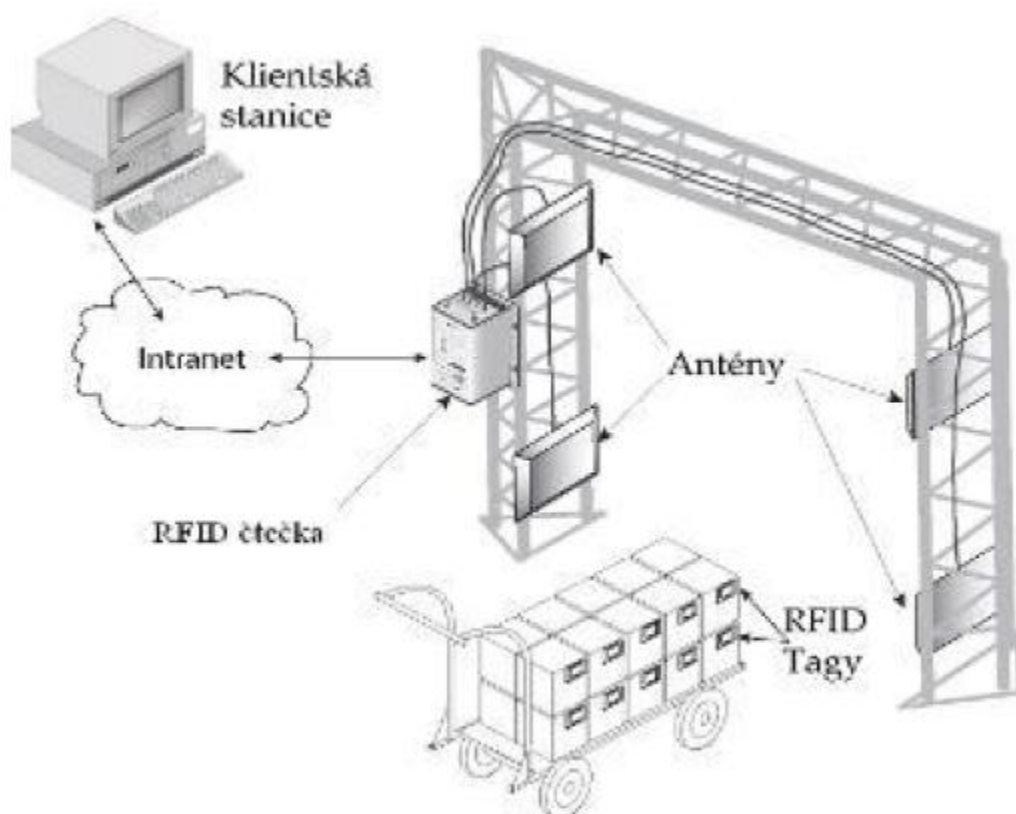 Klientská
stanice
Intranet
Antény
RFID čtečka
RFID
Tagy